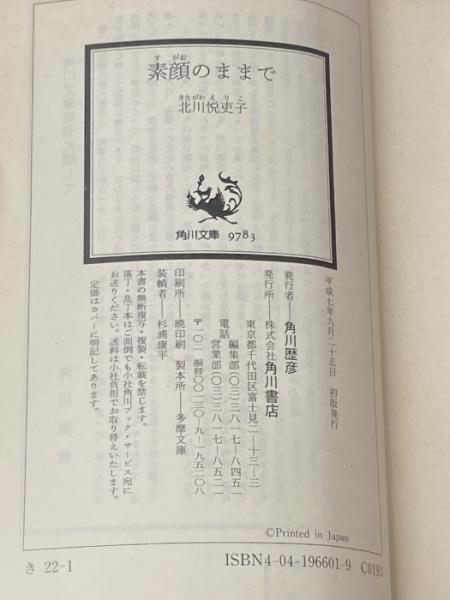 すがお
素顔のままで
きたがわえりこ
北川悦吏子
角川文庫 9783
平成七年九月二十五日 初版発行
発行者――角川歴彦
発行所――株式会社角川書店
東京都千代田区富士見二―十三―三
電話 編集部(〇三)三八一七―八四五一
営業部(〇三)三八一七―八五二一
〒一〇二 振替〇〇一三〇―九―一九五二〇八
印刷所――暁印刷 製本所――多摩文庫
装幀者――杉浦康平
本書の無断複写・複製・転載を禁じます。
落丁・乱丁本はご面倒でも小社角川ブック・サービス宛に
お送りください。送料は小社負担でお取り替えいたします。
定価はカバーに明記してあります。
©Printed in Japan
き 22-1
ISBN4-04-196601-9 C0193